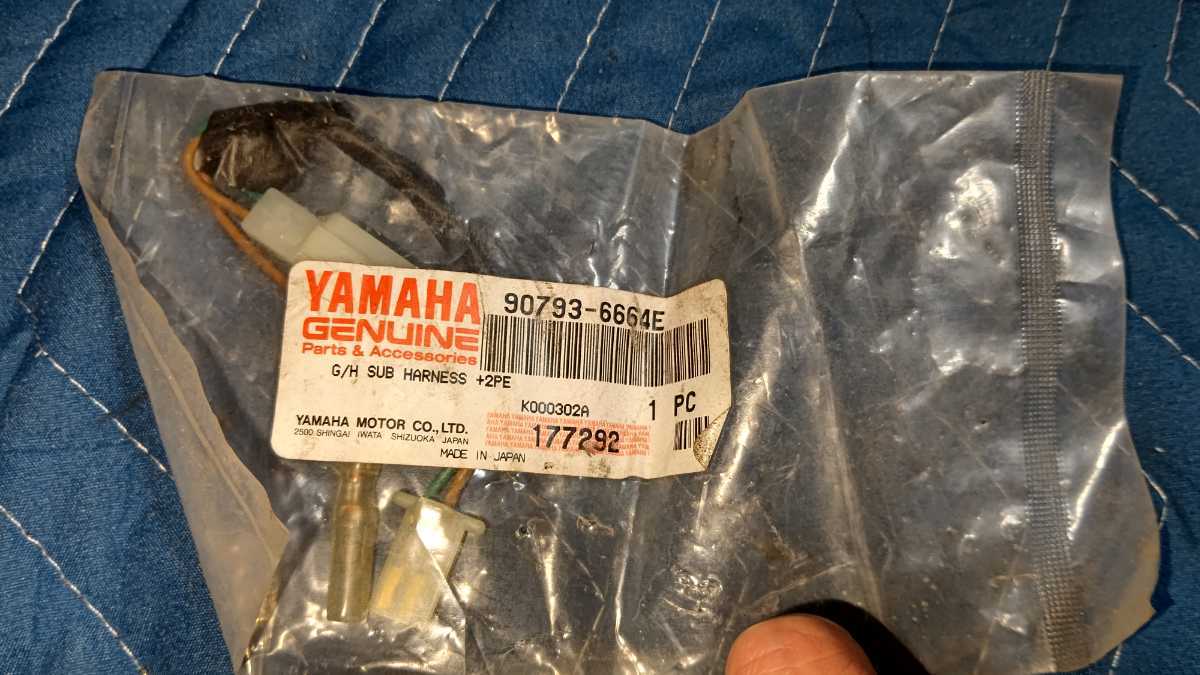 YAMAHA
GENUINE
Parts & Accessories
90793-6664E
G/H SUB HARNESS +2PE
K000302A
1 PC
YAMAHA MOTOR CO.,LTD.
2500 SHINGAI IWATA SHIZUOKA JAPAN
177292
MADE IN JAPAN